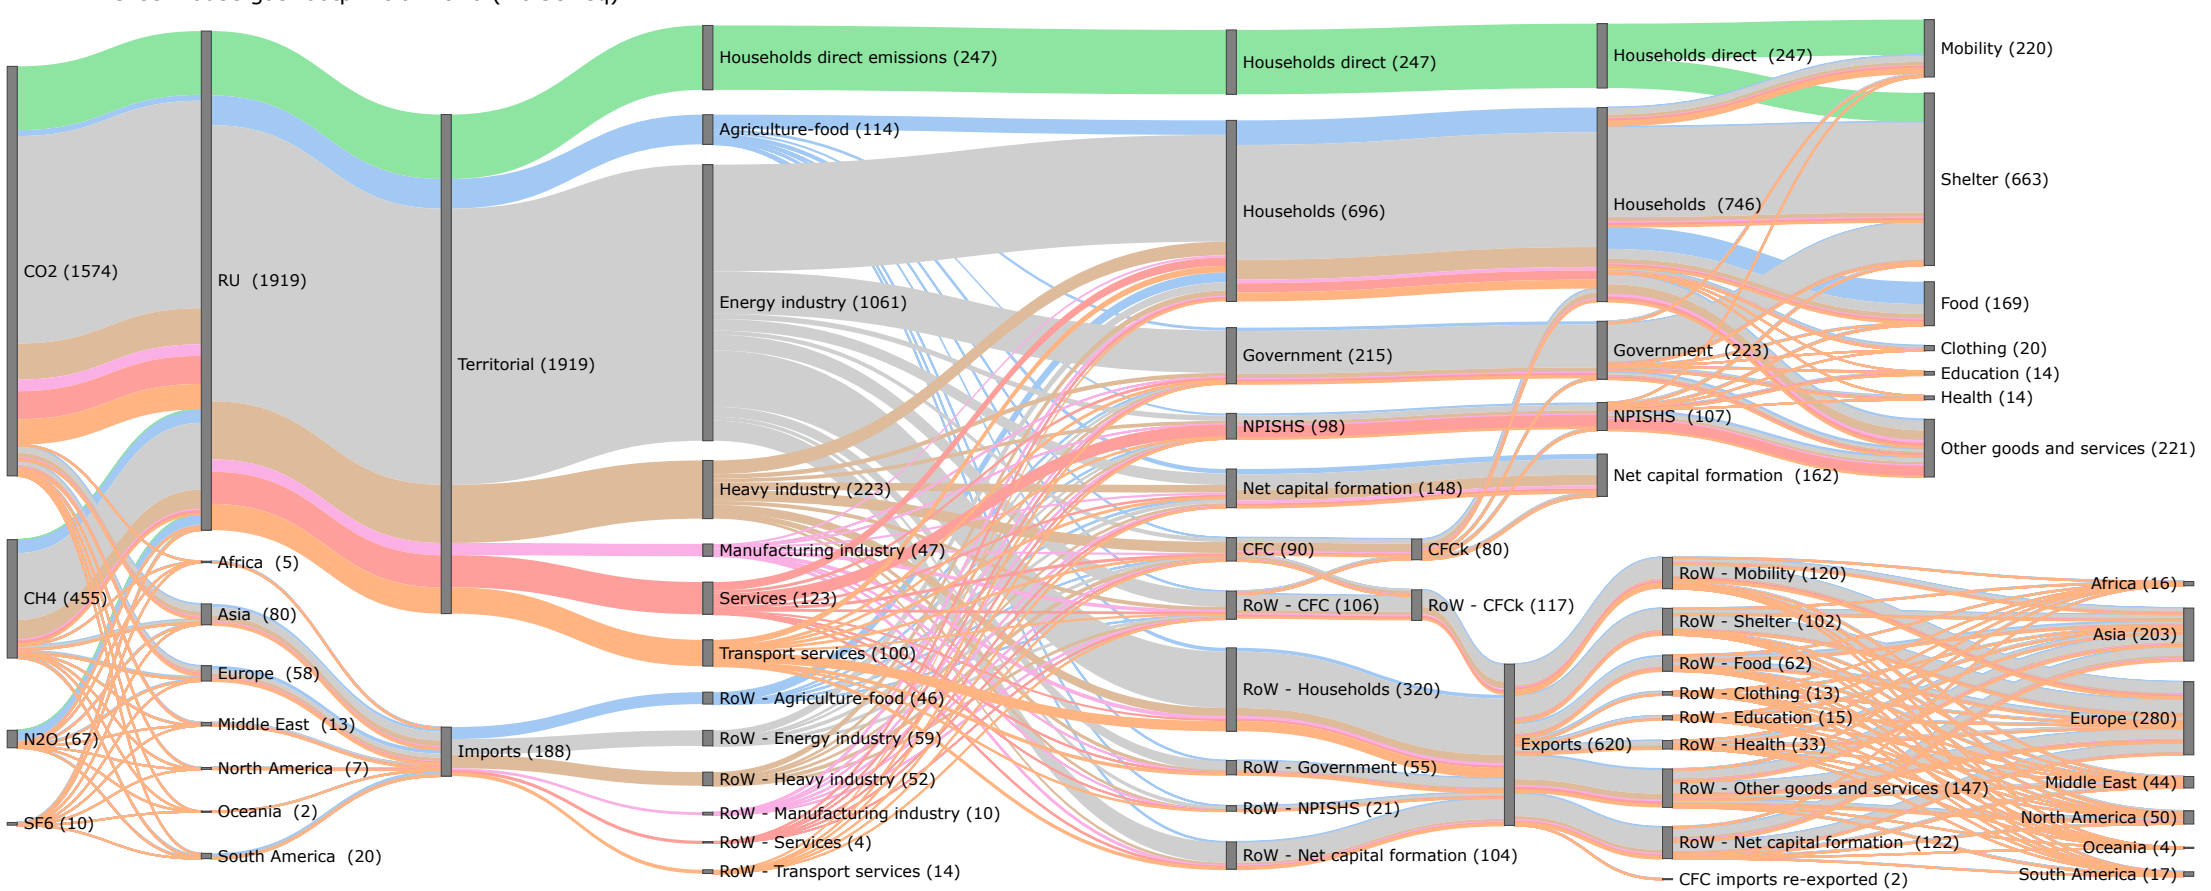 CO2 (1574)
CH4 (455)
N2O (67)
SF6 (10)
RU (1919)
Africa (5)
Asia (80)
Europe (58)
Middle East (13)
North America (7)
Oceania (2)
South America (20)
Territorial (1919)
Imports (188)
Households direct emissions (247)
Agriculture-food (114)
Energy industry (1061)
Heavy industry (223)
Manufacturing industry (47)
Services (123)
Transport services (100)
RoW - Agriculture-food (46)
RoW - Energy industry (59)
RoW - Heavy industry (52)
RoW - Manufacturing industry (10)
RoW - Services (4)
RoW - Transport services (14)
Households direct (247)
Households (696)
Government (215)
NPISHS (98)
Net capital formation (148)
CFC (90)
RoW - CFC (106)
RoW - Households (320)
RoW - Government (55)
RoW - NPISHS (21)
RoW - Net capital formation (104)
CFCk (80)
RoW - CFCk (117)
Exports (620)
Households direct (247)
Households (746)
Government (223)
NPISHS (107)
Net capital formation (162)
RoW - Mobility (120)
RoW - Shelter (102)
RoW - Food (62)
RoW - Clothing (13)
RoW - Education (15)
RoW - Health (33)
RoW - Other goods and services (147)
RoW - Net capital formation (122)
CFC imports re-exported (2)
Mobility (220)
Shelter (663)
Food (169)
Clothing (20)
Education (14)
Health (14)
Other goods and services (221)
Africa (16)
Asia (203)
Europe (280)
Middle East (44)
North America (50)
Oceania (4)
South America (17)